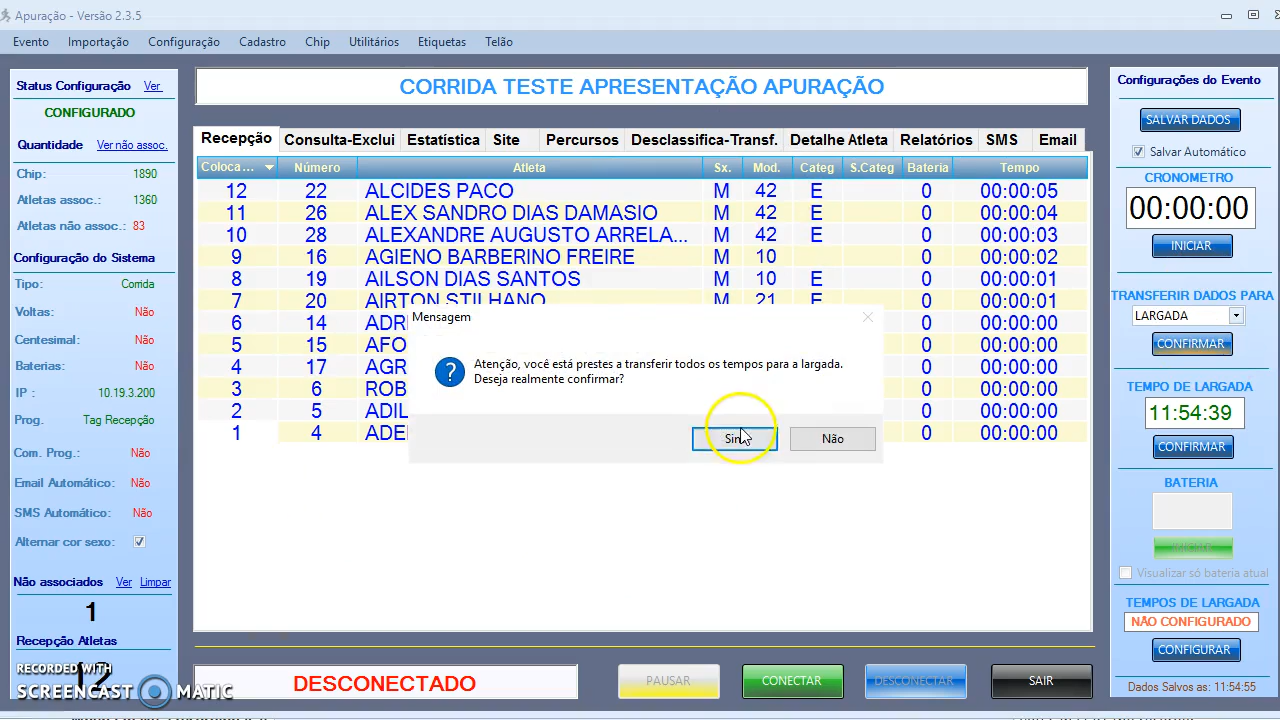 Apuração - Versão 2.3.5
Evento Importação Configuração Cadastro Chip Utilitários Etiquetas Telão
Status Configuração Ver
CONFIGURADO
Quantidade Ver não assoc.
Chip: 1890
Atletas assoc.: 1360
Atletas não assoc.: 83
Configuração do Sistema
Tipo: Corrida
Voltas: Não
Centesimal: Não
Baterias: Não
IP : 10.19.3.200
Prog. Tag Recepção
Com. Prog.: Não
Email Automático: Não
SMS Automático: Não
Alternar cor sexo:
Não associados Ver Limpar
1
Recepção Atletas
12
RECORDED WITH
SCREENCAST MATIC
CORRIDA TESTE APRESENTAÇÃO APURAÇÃO
Recepção Consulta-Exclui Estatística Site Percursos Desclassifica-Transf. Detalhe Atleta Relatórios SMS Email
Coloca... Número Atleta Sx. Mod. Categ S.Categ Bateria Tempo
12 22 ALCIDES PACO M 42 E 0 00:00:05
11 26 ALEX SANDRO DIAS DAMASIO M 42 E 0 00:00:04
10 28 ALEXANDRE AUGUSTO ARRELA... M 42 E 0 00:00:03
9 16 AGIENO BARBERINO FREIRE M 10 0 00:00:02
8 19 AILSON DIAS SANTOS M 10 E 0 00:00:01
7 20 AIRTON STILHANO M 21 E 0 00:00:01
6 14 ADR 0 00:00:00
5 15 AFO 0 00:00:00
4 17 AGR 0 00:00:00
3 6 ROB 0 00:00:00
2 5 ADIL 0 00:00:00
1 4 ADE 0 00:00:00
Mensagem
Atenção, você está prestes a transferir todos os tempos para a largada.
Deseja realmente confirmar?
Sim Não
DESCONECTADO
PAUSAR CONECTAR DESCONECTAR SAIR
Configurações do Evento
SALVAR DADOS
Salvar Automático
CRONOMETRO
00:00:00
INICIAR
TRANSFERIR DADOS PARA
LARGADA
CONFIRMAR
TEMPO DE LARGADA
11:54:39
CONFIRMAR
BATERIA
Visualizar só bateria atual
TEMPOS DE LARGADA
NÃO CONFIGURADO
CONFIGURAR
Dados Salvos as: 11:54:55